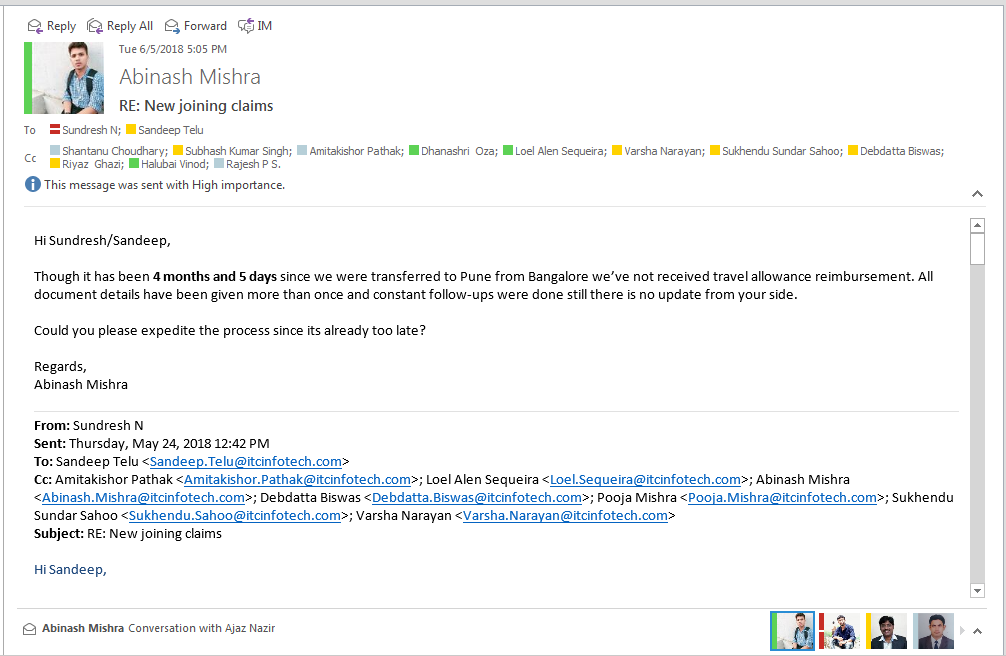 Reply Reply All Forward IM
Tue 6/5/2018 5:05 PM
Abinash Mishra
RE: New joining claims
To Sundresh N; Sandeep Telu
Cc Shantanu Choudhary; Subhash Kumar Singh; Amitakishor Pathak; Dhanashri Oza; Loel Alen Sequeira; Varsha Narayan; Sukhendu Sundar Sahoo; Debdatta Biswas;
Riyaz Ghazi; Halubai Vinod; Rajesh P S.
This message was sent with High importance.
Hi Sundresh/Sandeep,
Though it has been 4 months and 5 days since we were transferred to Pune from Bangalore we’ve not received travel allowance reimbursement. All
document details have been given more than once and constant follow-ups were done still there is no update from your side.
Could you please expedite the process since its already too late?
Regards,
Abinash Mishra
From: Sundresh N
Sent: Thursday, May 24, 2018 12:42 PM
To: Sandeep Telu <Sandeep.Telu@itcinfotech.com>
Cc: Amitakishor Pathak <Amitakishor.Pathak@itcinfotech.com>; Loel Alen Sequeira <Loel.Sequeira@itcinfotech.com>; Abinash Mishra
<Abinash.Mishra@itcinfotech.com>; Debdatta Biswas <Debdatta.Biswas@itcinfotech.com>; Pooja Mishra <Pooja.Mishra@itcinfotech.com>; Sukhendu
Sundar Sahoo <Sukhendu.Sahoo@itcinfotech.com>; Varsha Narayan <Varsha.Narayan@itcinfotech.com>
Subject: RE: New joining claims
Hi Sandeep,
Abinash Mishra Conversation with Ajaz Nazir